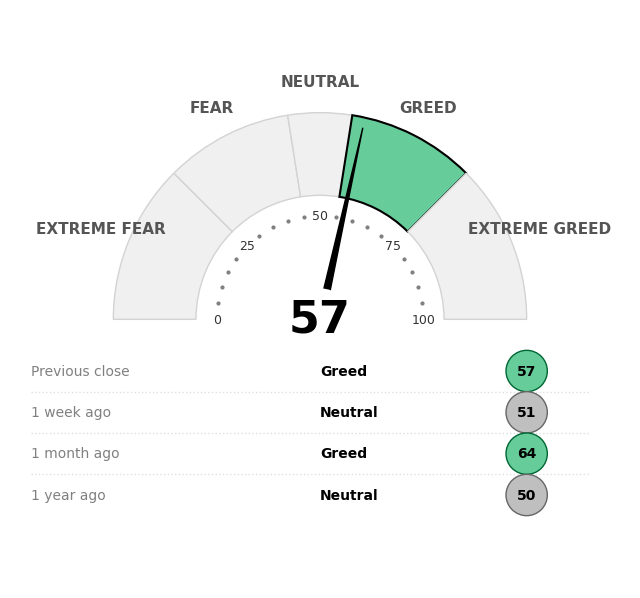 NEUTRAL
FEAR
GREED
EXTREME FEAR
EXTREME GREED
50
25
75
0
57
100
Previous close Greed 57
1 week ago Neutral 51
1 month ago Greed 64
1 year ago Neutral 50